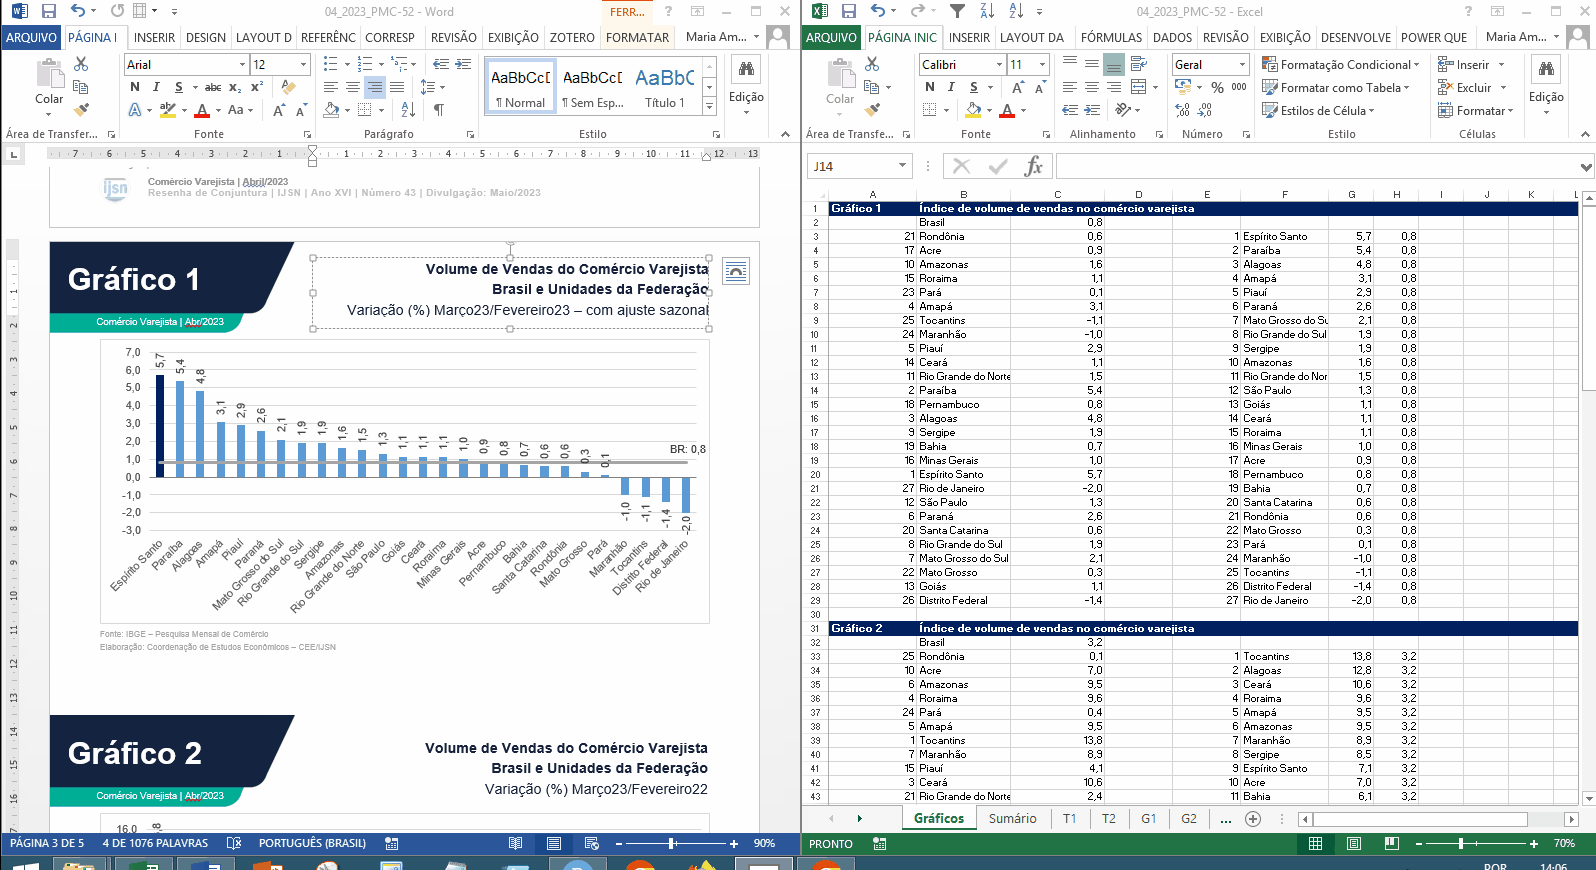 04_2023_PMC-52 - Word
FERR...
ARQUIVO
PÁGINA I
INSERIR
DESIGN
LAYOUT D
REFERÊNC
CORRESP
REVISÃO
EXIBIÇÃO
ZOTERO
FORMATAR
Maria Am...
Colar
Arial
12
N I S abc x₂ x²
Aa
AaBbCcD AaBbCcD AaBbC
¶ Normal ¶ Sem Esp... Título 1
Edição
Área de Transfer...
Fonte
Parágrafo
Estilo
7 6 5 4 3 2 1 1 2 3 4 5 6 7 8 9 10 11 12 13
ijsn
Comércio Varejista | Abril/2023
Resenha de Conjuntura | IJSN | Ano XVI | Número 43 | Divulgação: Maio/2023
Gráfico 1
Comércio Varejista | Abr/2023
Volume de Vendas do Comércio Varejista
Brasil e Unidades da Federação
Variação (%) Março23/Fevereiro23 – com ajuste sazonal
7,0
6,0
5,0
4,0
3,0
2,0
1,0
0,0
-1,0
-2,0
-3,0
5,7 5,4 4,8 3,1 2,9 2,6 2,1 1,9 1,9 1,6 1,5 1,3 1,1 1,1 1,1 1,0 0,9 0,8 0,7 0,6 0,6 0,3 0,1 -1,0 -1,1 -1,4 -2,0
BR: 0,8
Espírito Santo
Paraíba
Alagoas
Amapá
Piauí
Paraná
Mato Grosso do Sul
Rio Grande do Sul
Sergipe
Amazonas
Rio Grande do Norte
São Paulo
Goiás
Ceará
Roraima
Minas Gerais
Acre
Pernambuco
Bahia
Santa Catarina
Rondônia
Mato Grosso
Pará
Maranhão
Tocantins
Distrito Federal
Rio de Janeiro
Fonte: IBGE – Pesquisa Mensal de Comércio
Elaboração: Coordenação de Estudos Econômicos – CEE/IJSN
Gráfico 2
Comércio Varejista | Abr/2023
Volume de Vendas do Comércio Varejista
Brasil e Unidades da Federação
Variação (%) Março23/Fevereiro22
16,0
PÁGINA 3 DE 5 4 DE 1076 PALAVRAS PORTUGUÊS (BRASIL) 90%
04_2023_PMC-52 - Excel
ARQUIVO
PÁGINA INIC
INSERIR
LAYOUT DA
FÓRMULAS
DADOS
REVISÃO
EXIBIÇÃO
DESENVOLVE
POWER QUE
Maria Am...
Colar
Calibri
11
N I S
Geral
% 000
Formatação Condicional
Formatar como Tabela
Estilos de Célula
Inserir
Excluir
Formatar
Edição
Área de Transfer...
Fonte
Alinhamento
Número
Estilo
Células
J14
fx
A B C D E F G H I J K L
1 Gráfico 1 Índice de volume de vendas no comércio varejista
2 Brasil 0,8
3 21 Rondônia 0,6 1 Espírito Santo 5,7 0,8
4 17 Acre 0,9 2 Paraíba 5,4 0,8
5 10 Amazonas 1,6 3 Alagoas 4,8 0,8
6 15 Roraima 1,1 4 Amapá 3,1 0,8
7 23 Pará 0,1 5 Piauí 2,9 0,8
8 4 Amapá 3,1 6 Paraná 2,6 0,8
9 25 Tocantins -1,1 7 Mato Grosso do Su 2,1 0,8
10 24 Maranhão -1,0 8 Rio Grande do Sul 1,9 0,8
11 5 Piauí 2,9 9 Sergipe 1,9 0,8
12 14 Ceará 1,1 10 Amazonas 1,6 0,8
13 11 Rio Grande do Norte 1,5 11 Rio Grande do Nor 1,5 0,8
14 2 Paraíba 5,4 12 São Paulo 1,3 0,8
15 18 Pernambuco 0,8 13 Goiás 1,1 0,8
16 3 Alagoas 4,8 14 Ceará 1,1 0,8
17 9 Sergipe 1,9 15 Roraima 1,1 0,8
18 19 Bahia 0,7 16 Minas Gerais 1,0 0,8
19 16 Minas Gerais 1,0 17 Acre 0,9 0,8
20 1 Espírito Santo 5,7 18 Pernambuco 0,8 0,8
21 27 Rio de Janeiro -2,0 19 Bahia 0,7 0,8
22 12 São Paulo 1,3 20 Santa Catarina 0,6 0,8
23 6 Paraná 2,6 21 Rondônia 0,6 0,8
24 20 Santa Catarina 0,6 22 Mato Grosso 0,3 0,8
25 8 Rio Grande do Sul 1,9 23 Pará 0,1 0,8
26 7 Mato Grosso do Sul 2,1 24 Maranhão -1,0 0,8
27 22 Mato Grosso 0,3 25 Tocantins -1,1 0,8
28 13 Goiás 1,1 26 Distrito Federal -1,4 0,8
29 26 Distrito Federal -1,4 27 Rio de Janeiro -2,0 0,8
30
31 Gráfico 2 Índice de volume de vendas no comércio varejista
32 Brasil 3,2
33 25 Rondônia 0,1 1 Tocantins 13,8 3,2
34 10 Acre 7,0 2 Alagoas 12,8 3,2
35 6 Amazonas 9,5 3 Ceará 10,6 3,2
36 4 Roraima 9,6 4 Roraima 9,6 3,2
37 24 Pará 0,4 5 Amapá 9,5 3,2
38 5 Amapá 9,5 6 Amazonas 9,5 3,2
39 1 Tocantins 13,8 7 Maranhão 8,9 3,2
40 7 Maranhão 8,9 8 Sergipe 8,5 3,2
41 15 Piauí 4,1 9 Espírito Santo 7,1 3,2
42 3 Ceará 10,6 10 Acre 7,0 3,2
43 21 Rio Grande do Norte 2,4 11 Bahia 6,1 3,2
Gráficos Sumário T1 T2 G1 G2 ...
PRONTO 70%
POR 14:06